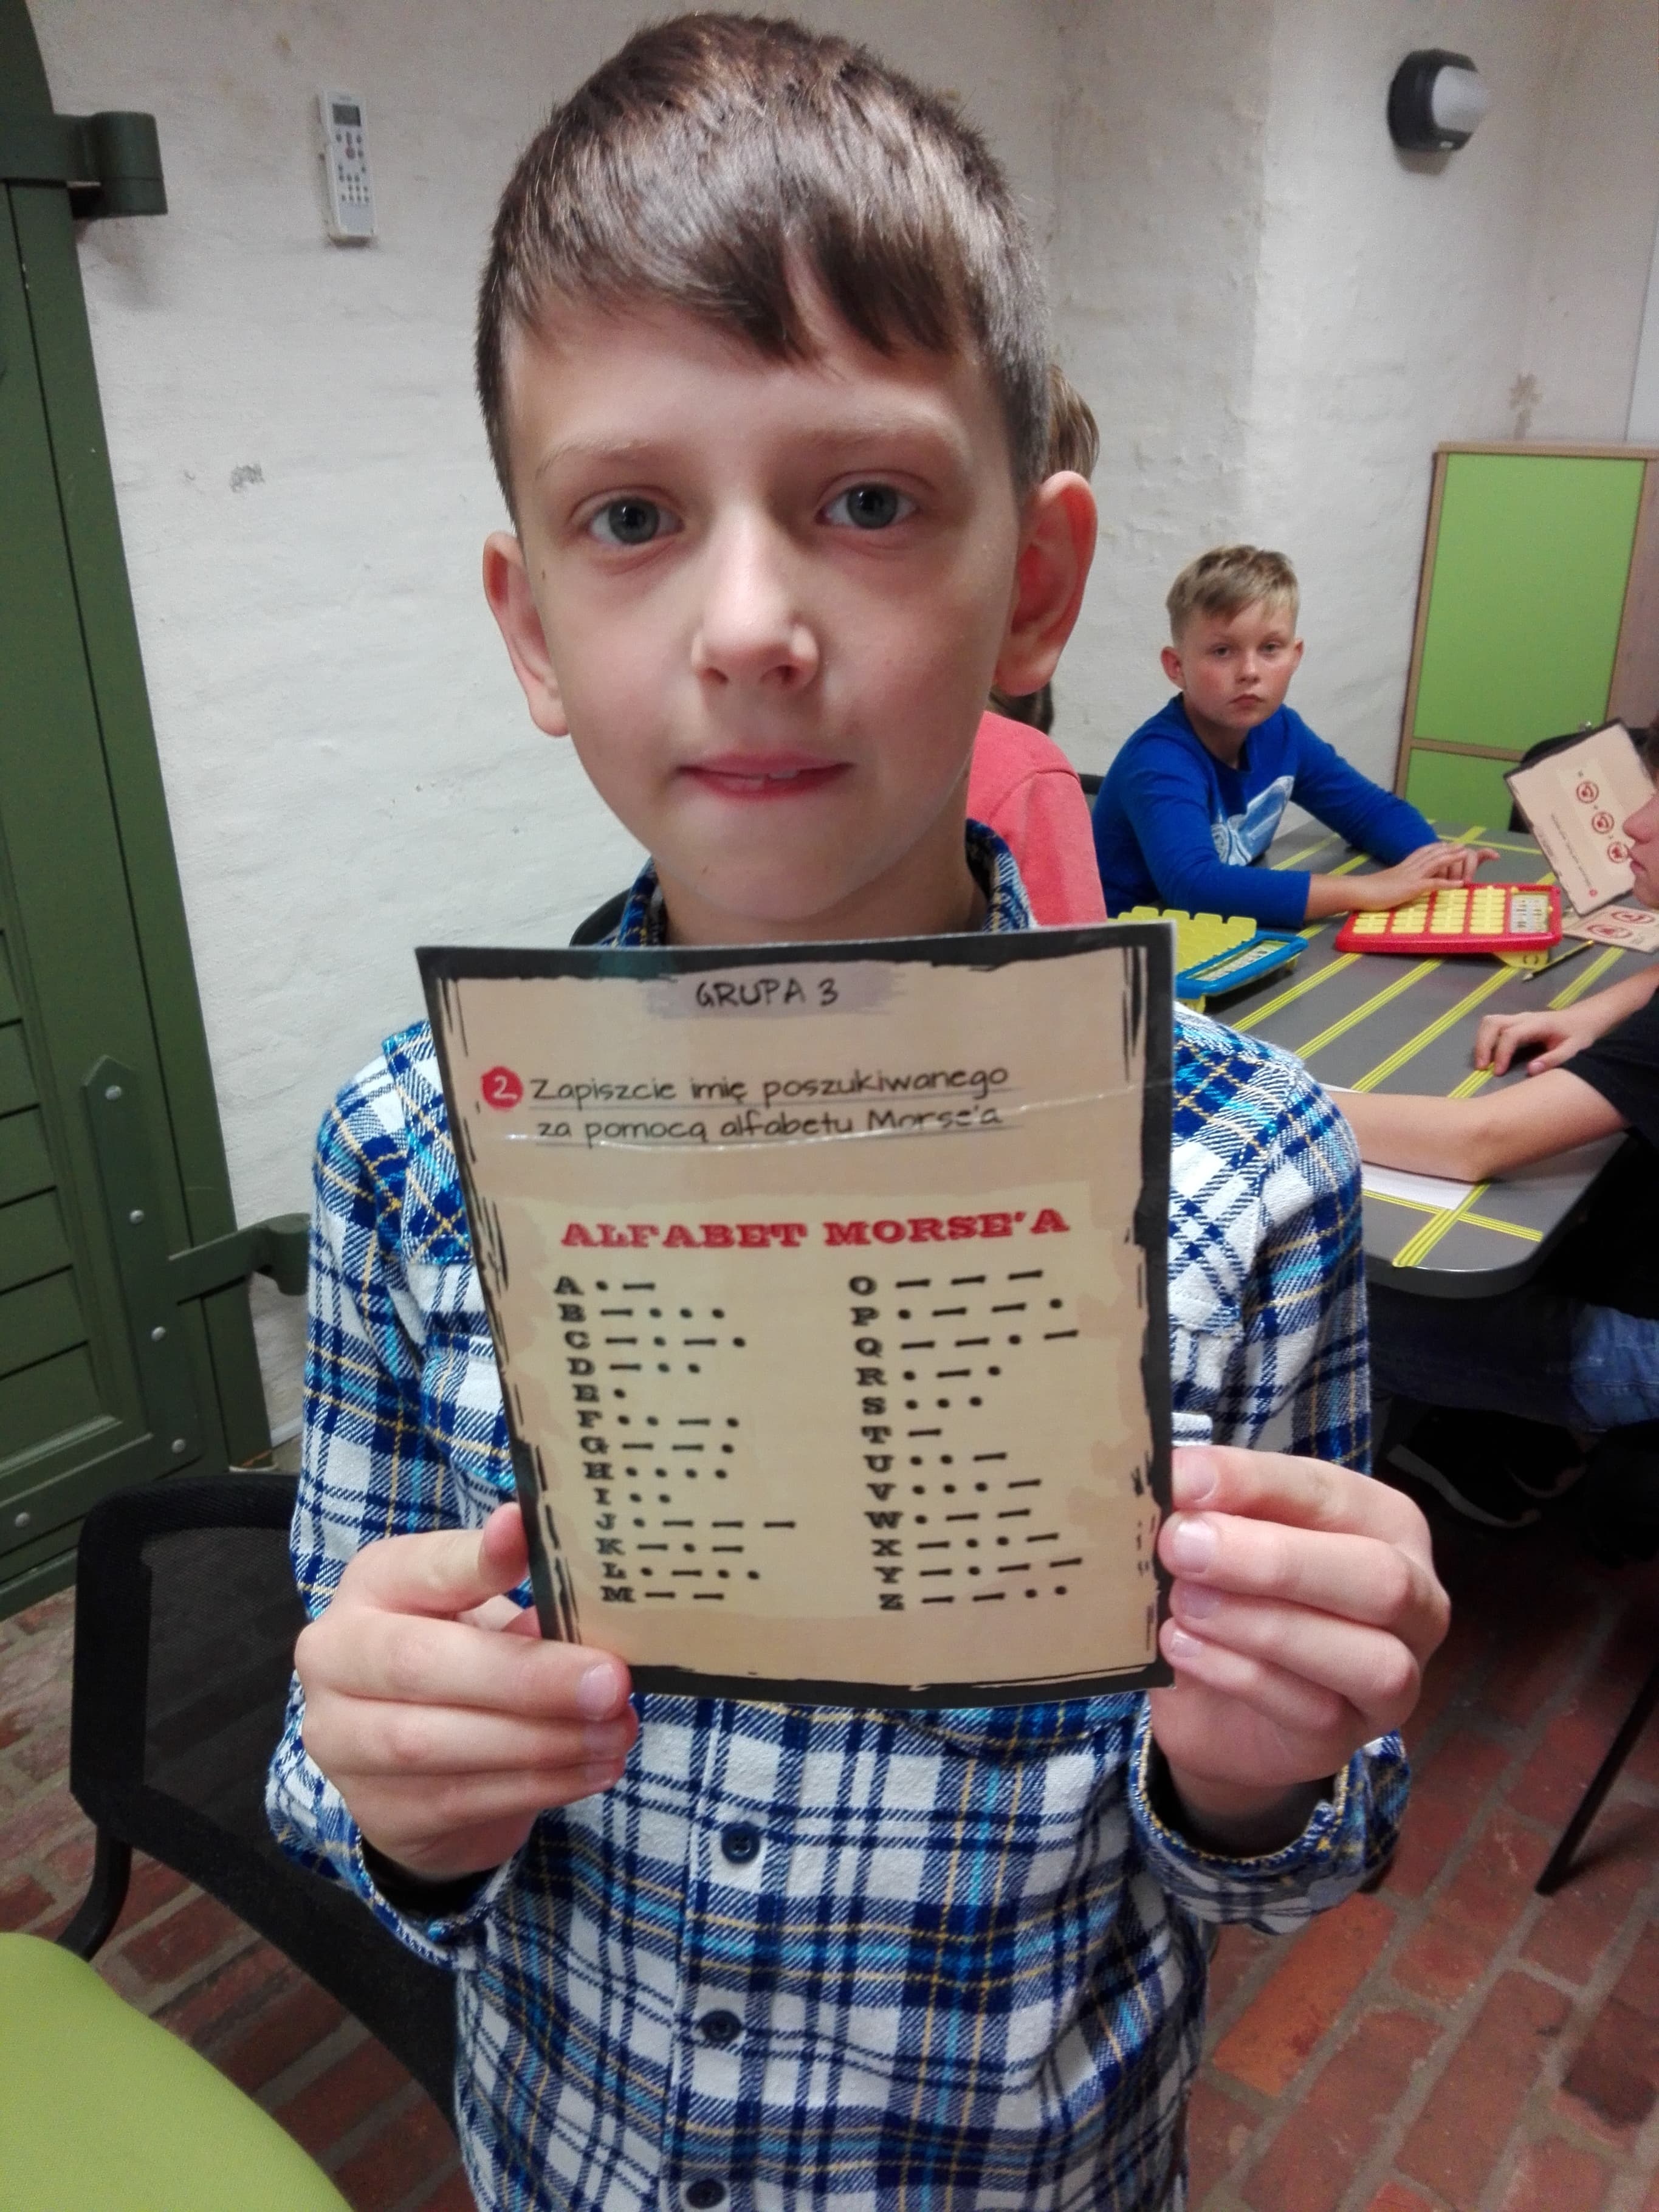 GRUPA 3
2 Zapiszcie imię poszukiwanego
za pomocą alfabetu Morse'a
ALFABET MORSE'A
A • —
B — • • •
C — • — •
D — • •
E •
F • • — •
G — — •
H • • • •
I • •
J • — — —
K — • —
L • — • •
M — —
O — — —
P • — — •
Q — — • —
R • — •
S • • •
T —
U • • —
V • • • —
W • — —
X — • • —
Y — • — —
Z — — • •